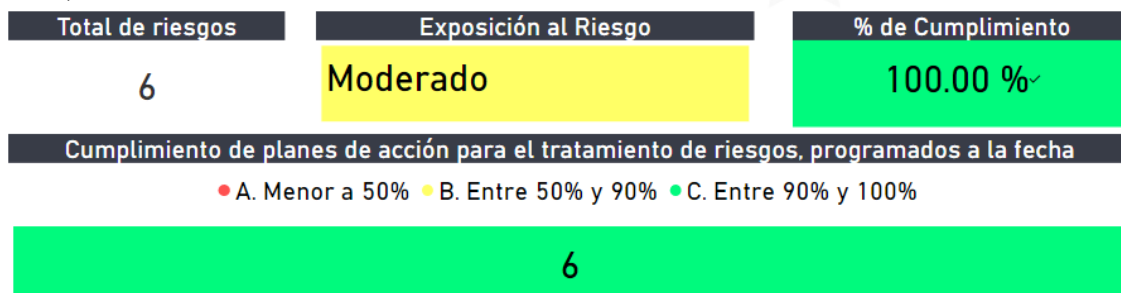 Total de riesgos Exposición al Riesgo % de Cumplimiento
6 Moderado 100.00 %
Cumplimiento de planes de acción para el tratamiento de riesgos, programados a la fecha
A. Menor a 50% B. Entre 50% y 90% C. Entre 90% y 100%
6